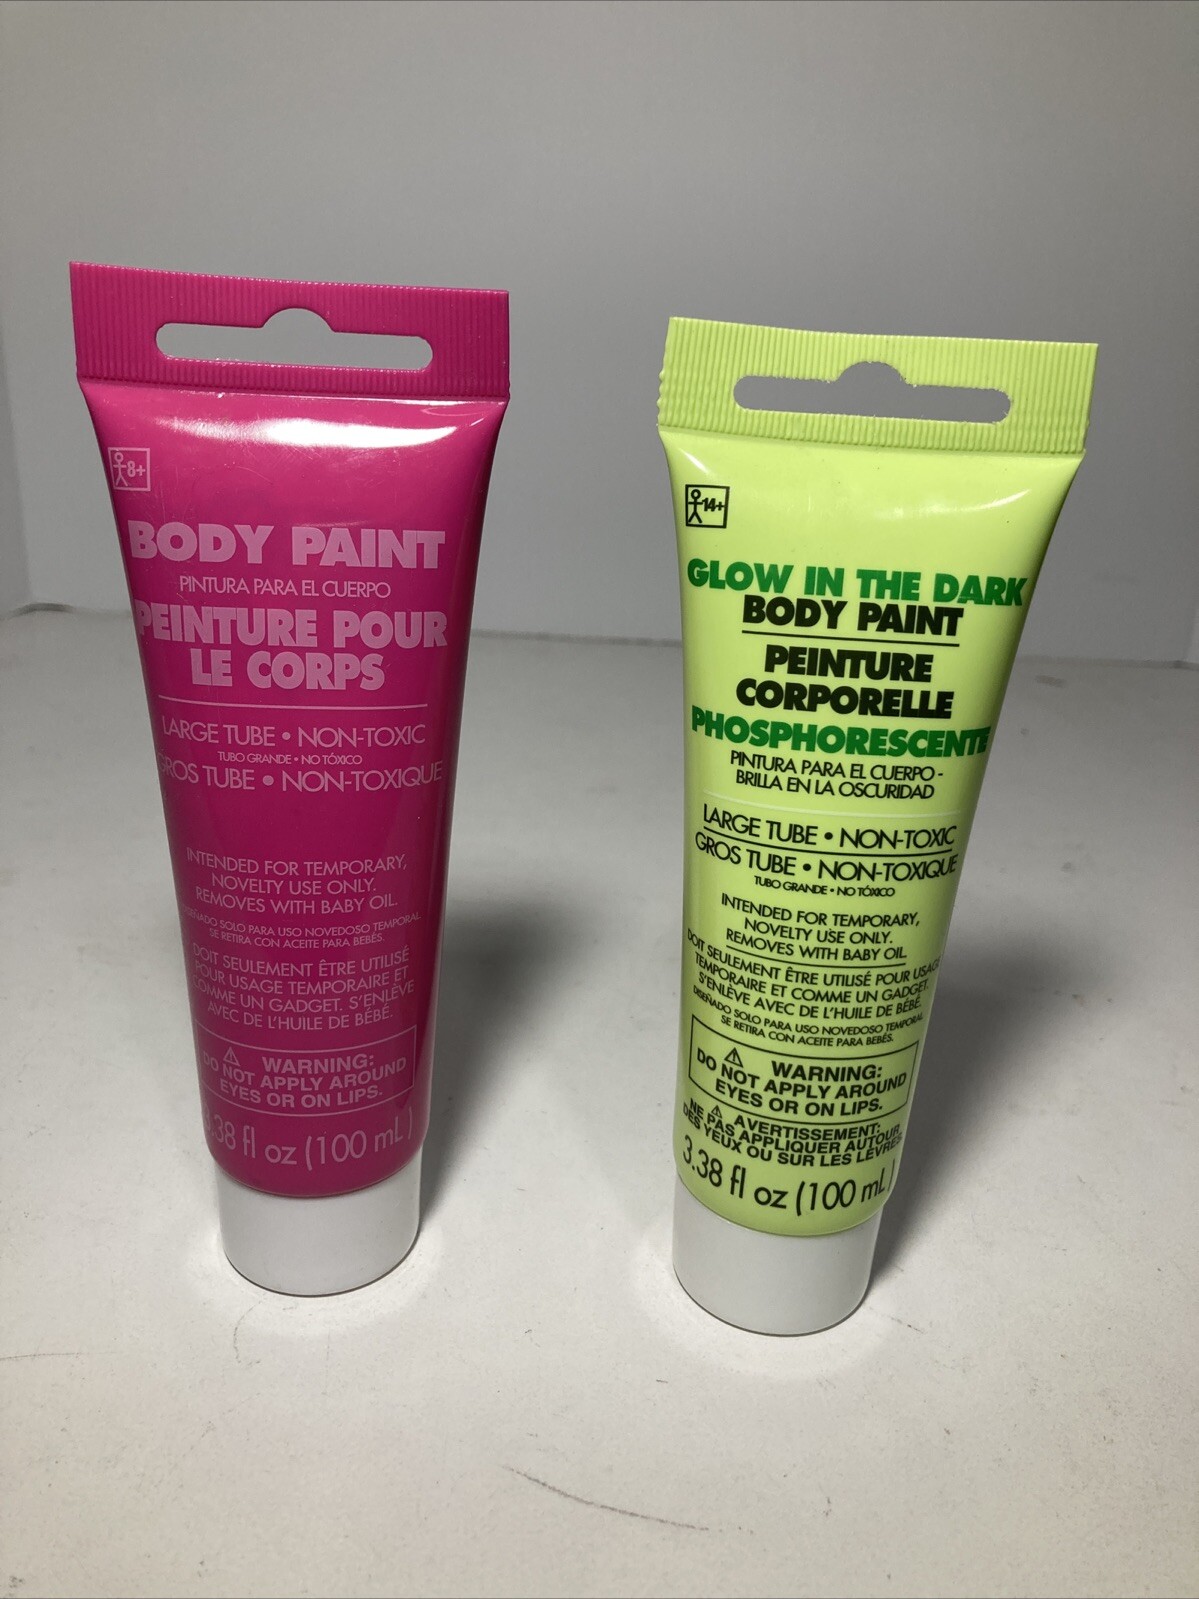 8+
BODY PAINT
PINTURA PARA EL CUERPO
PEINTURE POUR
LE CORPS
LARGE TUBE • NON-TOXIC
TUBO GRANDE • NO TÓXICO
GROS TUBE • NON-TOXIQUE
INTENDED FOR TEMPORARY,
NOVELTY USE ONLY.
REMOVES WITH BABY OIL.
DISEÑADO SOLO PARA USO NOVEDOSO TEMPORAL.
SE RETIRA CON ACEITE PARA BEBÉS.
DOIT SEULEMENT ÊTRE UTILISÉ
POUR USAGE TEMPORAIRE ET
COMME UN GADGET. S'ENLÈVE
AVEC DE L'HUILE DE BÉBÉ.
⚠ WARNING:
DO NOT APPLY AROUND
EYES OR ON LIPS.
3.38 fl oz (100 mL)
14+
GLOW IN THE DARK
BODY PAINT
PEINTURE
CORPORELLE
PHOSPHORESCENTE
PINTURA PARA EL CUERPO -
BRILLA EN LA OSCURIDAD
LARGE TUBE • NON-TOXIC
GROS TUBE • NON-TOXIQUE
TUBO GRANDE • NO TÓXICO
INTENDED FOR TEMPORARY,
NOVELTY USE ONLY.
REMOVES WITH BABY OIL.
DOIT SEULEMENT ÊTRE UTILISÉ POUR USAGE
TEMPORAIRE ET COMME UN GADGET.
S'ENLÈVE AVEC DE L'HUILE DE BÉBÉ.
DISEÑADO SOLO PARA USO NOVEDOSO TEMPORAL.
SE RETIRA CON ACEITE PARA BEBÉS.
⚠ WARNING:
DO NOT APPLY AROUND
EYES OR ON LIPS.
⚠ AVERTISSEMENT:
NE PAS APPLIQUER AUTOUR
DES YEUX OU SUR LES LÈVRES.
3.38 fl oz (100 mL)